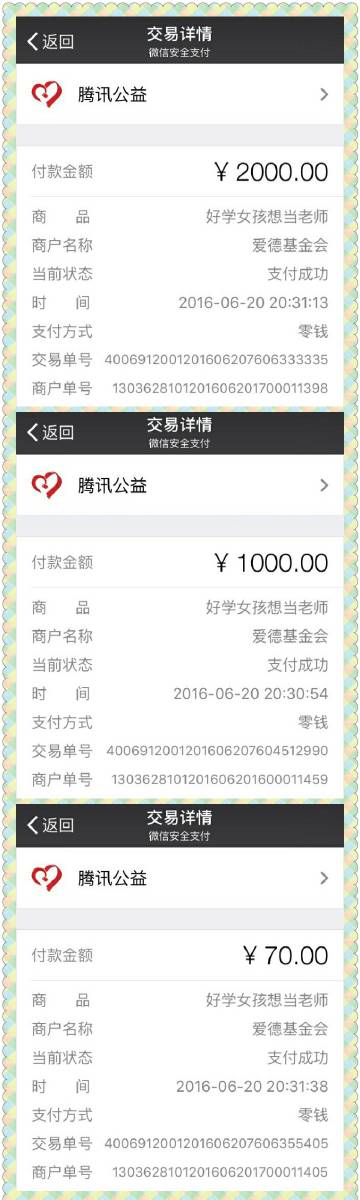 返回 交易详情
微信安全支付
腾讯公益
付款金额 ¥ 2000.00
商 品 好学女孩想当老师
商户名称 爱德基金会
当前状态 支付成功
时 间 2016-06-20 20:31:13
支付方式 零钱
交易单号 4006912001201606207606333335
商户单号 1303628101201606201700011398
返回 交易详情
微信安全支付
腾讯公益
付款金额 ¥ 1000.00
商 品 好学女孩想当老师
商户名称 爱德基金会
当前状态 支付成功
时 间 2016-06-20 20:30:54
支付方式 零钱
交易单号 4006912001201606207604512990
商户单号 1303628101201606201600011459
返回 交易详情
微信安全支付
腾讯公益
付款金额 ¥ 70.00
商 品 好学女孩想当老师
商户名称 爱德基金会
当前状态 支付成功
时 间 2016-06-20 20:31:38
支付方式 零钱
交易单号 4006912001201606207606355405
商户单号 1303628101201606201700011405